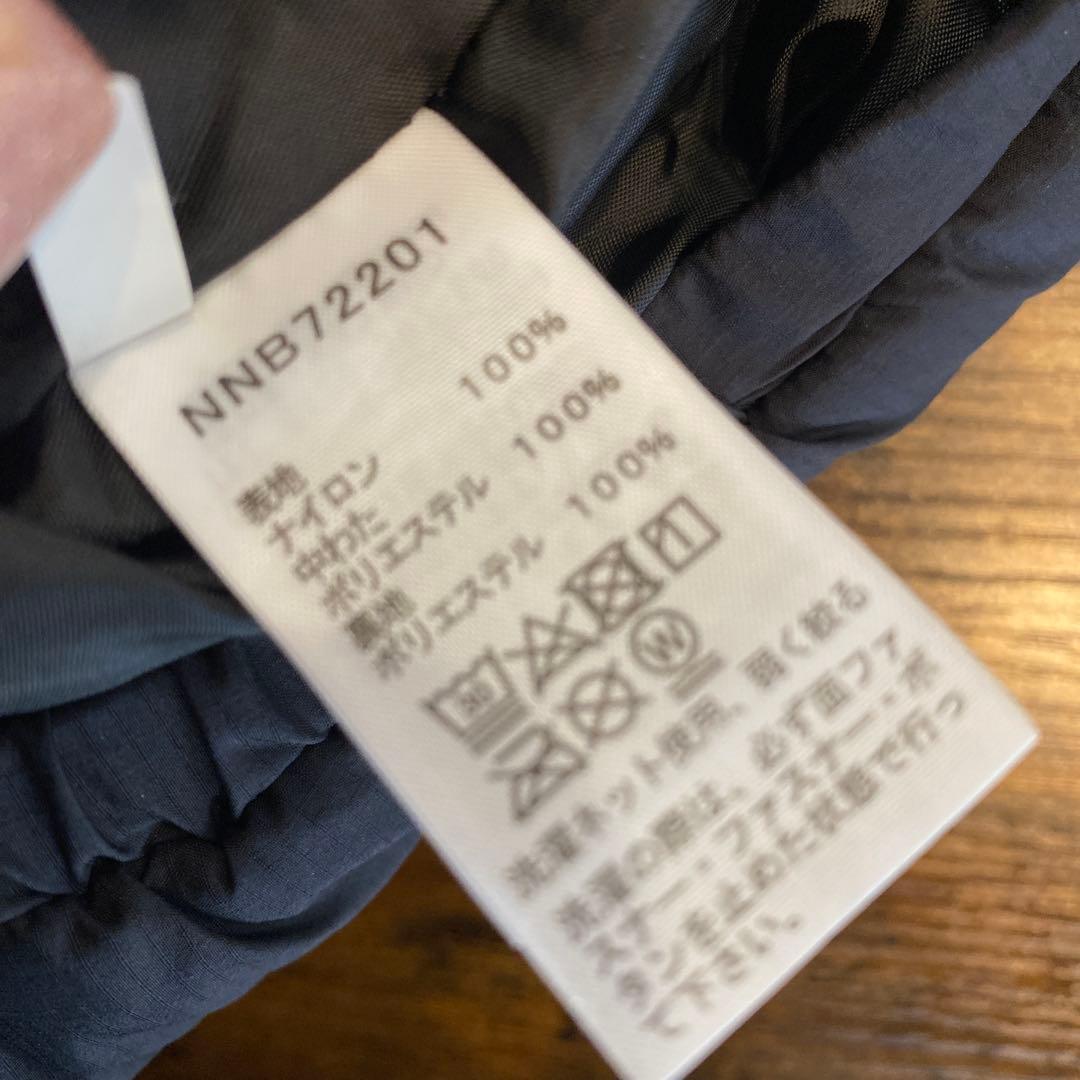 NNB72201
表地
ナイロン 100%
中わた
ポリエステル 100%
裏地
ポリエステル 100%
30
W
洗濯ネット使用、弱く絞る
洗濯の際は、必ず面ファ
スナー・ファスナー・ボ
タンを止めた状態で行っ
て下さい。